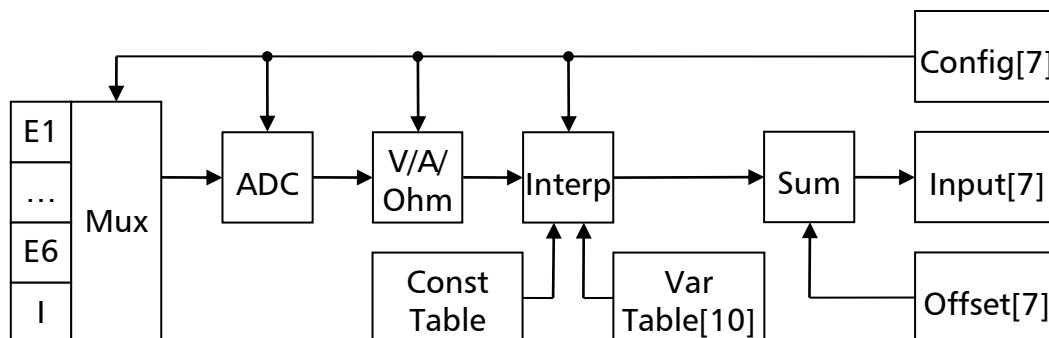 Config[7]
E1
...
E6
I
Mux
ADC
V/A/
Ohm
Interp
Sum
Input[7]
Const
Table
Var
Table[10]
Offset[7]